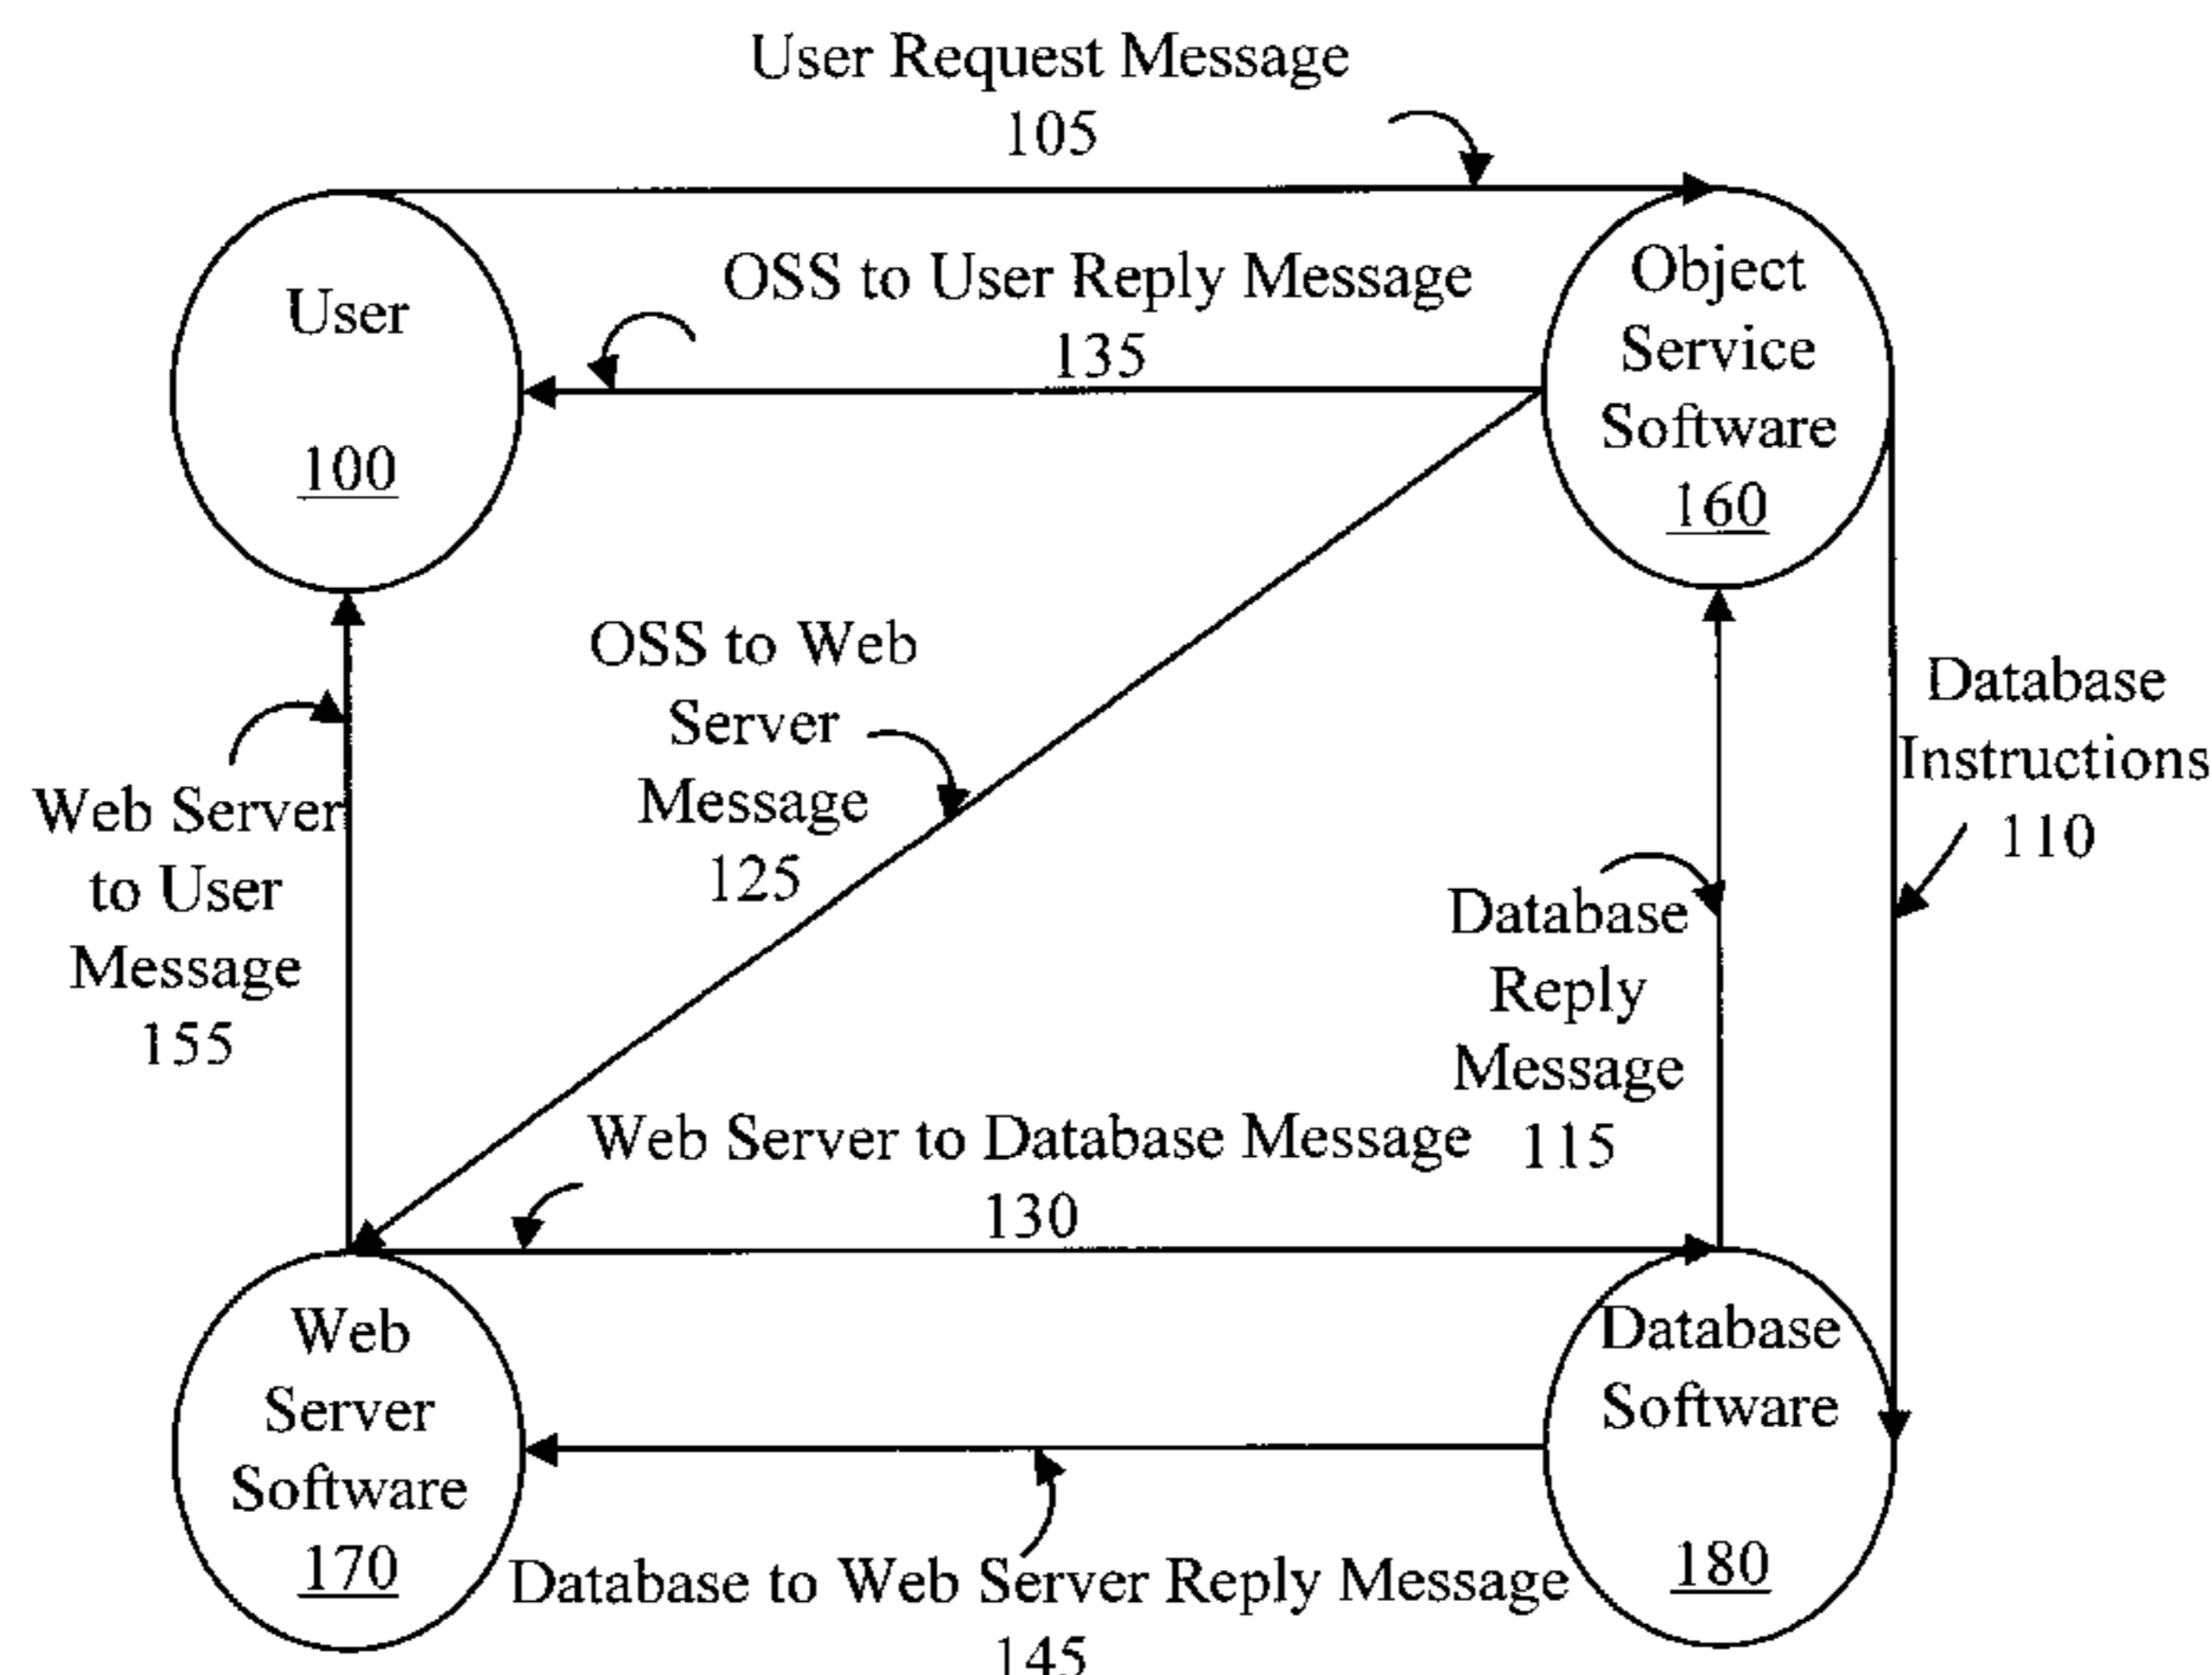 User Request Message
105
OSS to User Reply Message
135
User
100
Object
Service
Software
160
OSS to Web
Server
Message
125
Database
Instructions
110
Web Server
to User
Message
155
Database
Reply
Message
115
Web Server to Database Message
130
Web
Server
Software
170
Database
Software
180
Database to Web Server Reply Message
145